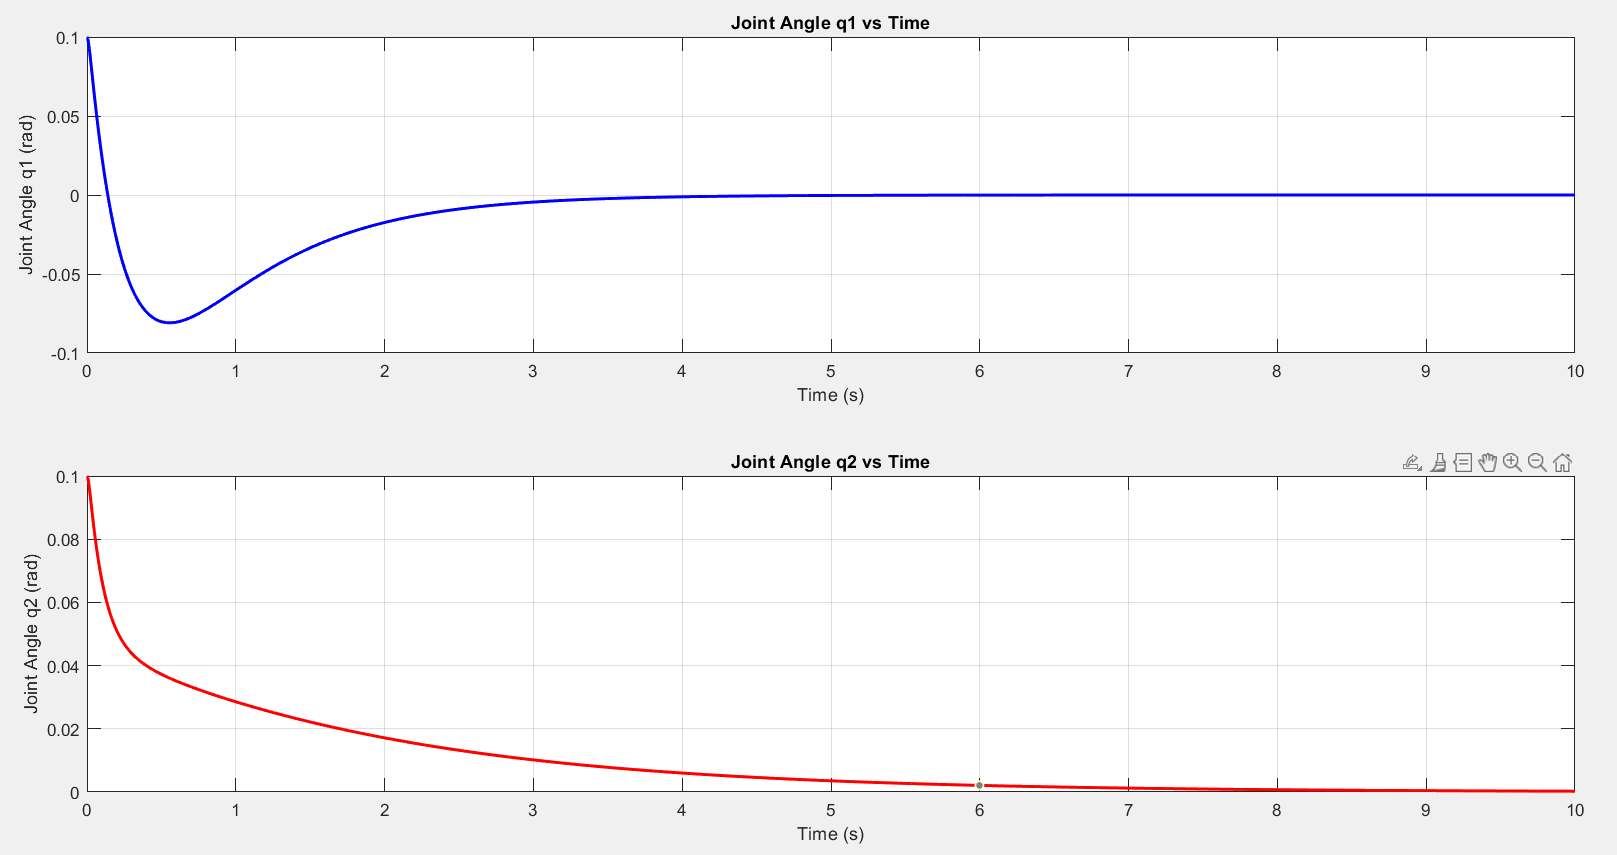 Joint Angle q1 vs Time
0.1
0.05
0
-0.05
-0.1
Joint Angle q1 (rad)
0 1 2 3 4 5 6 7 8 9 10
Time (s)
Joint Angle q2 vs Time
0.1
0.08
0.06
0.04
0.02
0
Joint Angle q2 (rad)
0 1 2 3 4 5 6 7 8 9 10
Time (s)